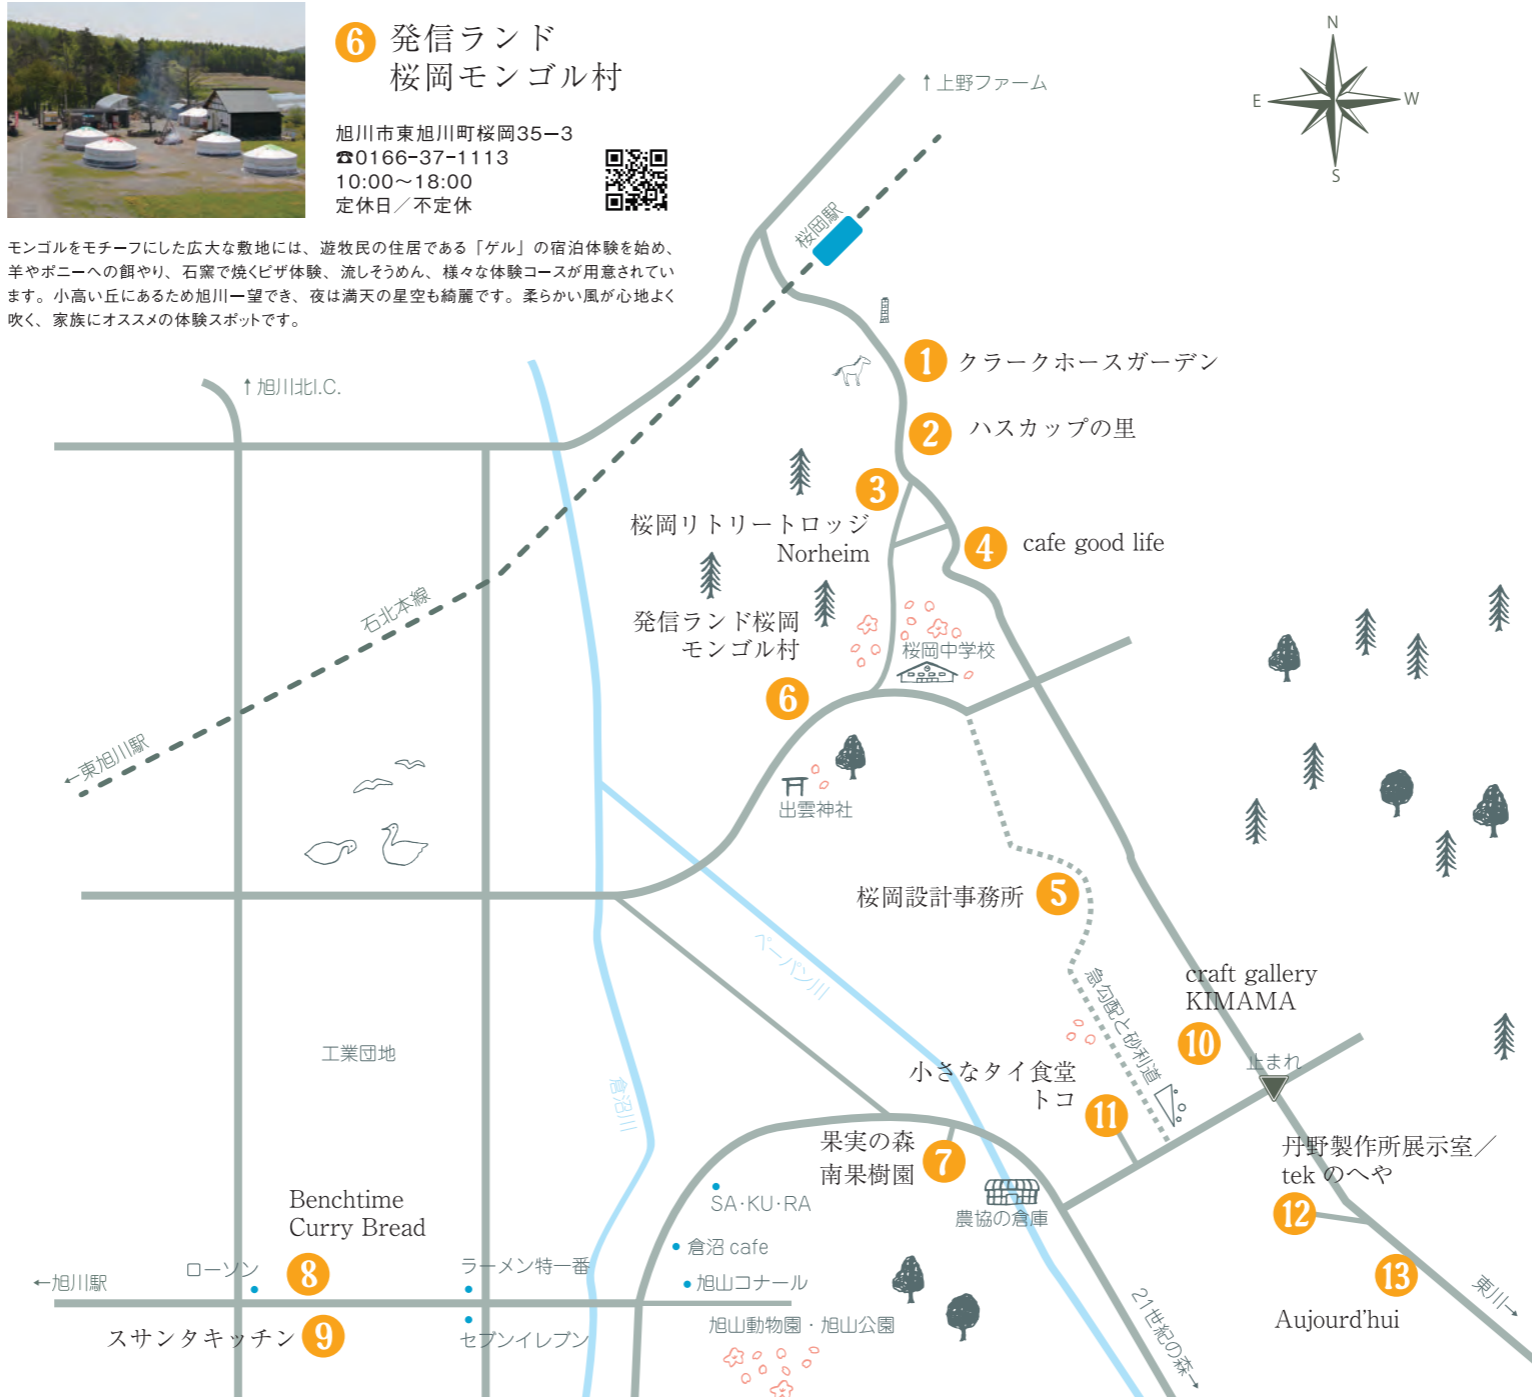 6 発信ランド
桜岡モンゴル村
旭川市東旭川町桜岡35−3
☎0166-37-1113
10:00〜18:00
定休日／不定休
モンゴルをモチーフにした広大な敷地には、遊牧民の住居である「ゲル」の宿泊体験を始め、
羊やポニーへの餌やり、石窯で焼くピザ体験、流しそうめん、様々な体験コースが用意されてい
ます。小高い丘にあるため旭川一望でき、夜は満天の星空も綺麗です。柔らかい風が心地よく
吹く、家族にオススメの体験スポットです。
N
E
W
S
↑上野ファーム
桜岡駅
↑旭川北I.C.
1 クラークホースガーデン
2 ハスカップの里
3
桜岡リトリートロッジ
Norheim
4 cafe good life
石北本線
発信ランド桜岡
モンゴル村
6
桜岡中学校
←東旭川駅
出雲神社
桜岡設計事務所 5
ペーパン川
急勾配と砂利道
craft gallery
KIMAMA
10
止まれ
工業団地
倉沼川
小さなタイ食堂
トコ
11
果実の森
南果樹園
7
農協の倉庫
丹野製作所展示室／
tek のへや
12
13
Aujourd'hui
東川→
21世紀の森→
SA・KU・RA
倉沼 cafe
旭山コナール
旭山動物園・旭山公園
Benchtime
Curry Bread
8
ローソン
ラーメン特一番
←旭川駅
スサンタキッチン 9
セブンイレブン